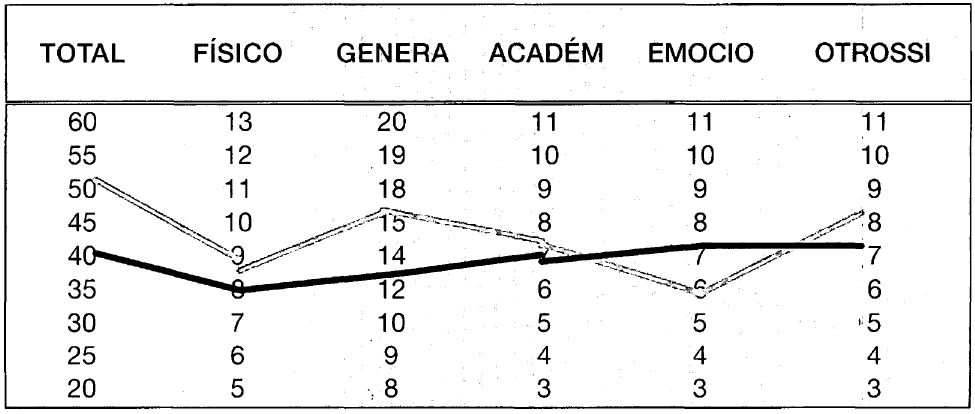 TOTAL FÍSICO GENERA ACADÉM EMOCIO OTROSSI
60 13 20 11 11 11
55 12 19 10 10 10
50 11 18 9 9 9
45 10 15 8 8 8
40 9 14 7 7
35 8 12 6 6 6
30 7 10 5 5 5
25 6 9 4 4 4
20 5 8 3 3 3